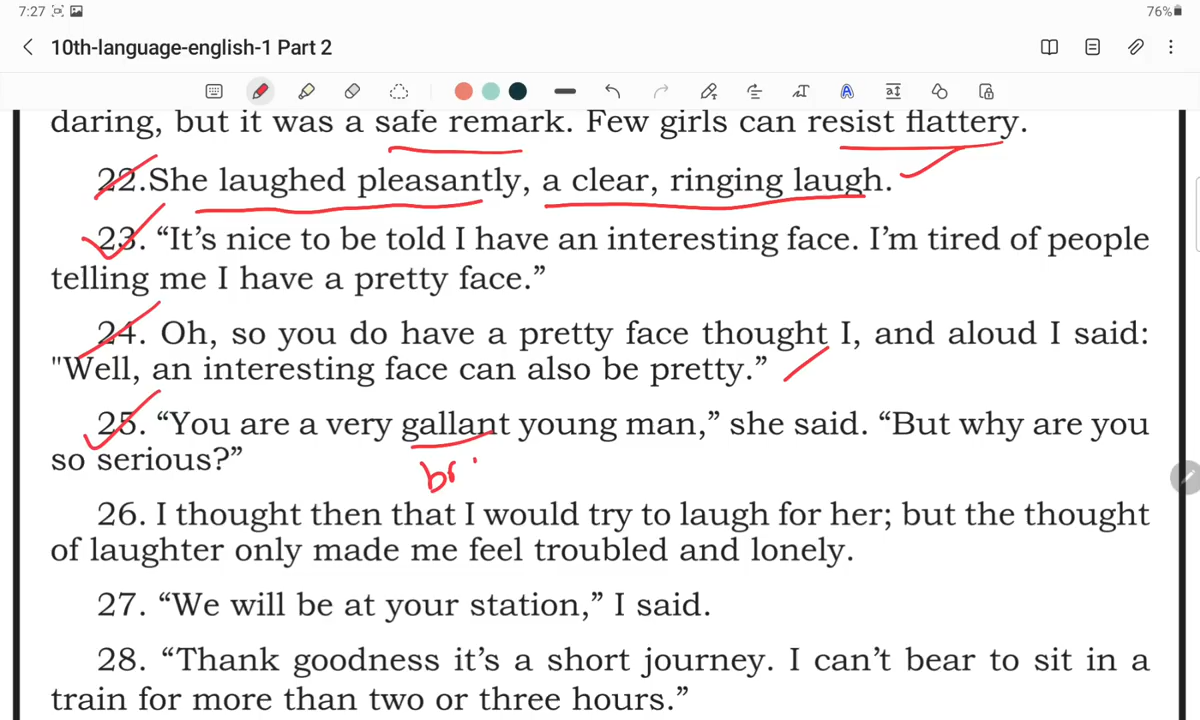 7:27
76%
10th-language-english-1 Part 2
daring, but it was a safe remark. Few girls can resist flattery.
22.She laughed pleasantly, a clear, ringing laugh.
23. “It’s nice to be told I have an interesting face. I’m tired of people
telling me I have a pretty face.”
24. Oh, so you do have a pretty face thought I, and aloud I said:
"Well, an interesting face can also be pretty.”
25. “You are a very gallant young man,” she said. “But why are you
so serious?”
br
26. I thought then that I would try to laugh for her; but the thought
of laughter only made me feel troubled and lonely.
27. “We will be at your station,” I said.
28. “Thank goodness it’s a short journey. I can’t bear to sit in a
train for more than two or three hours.”